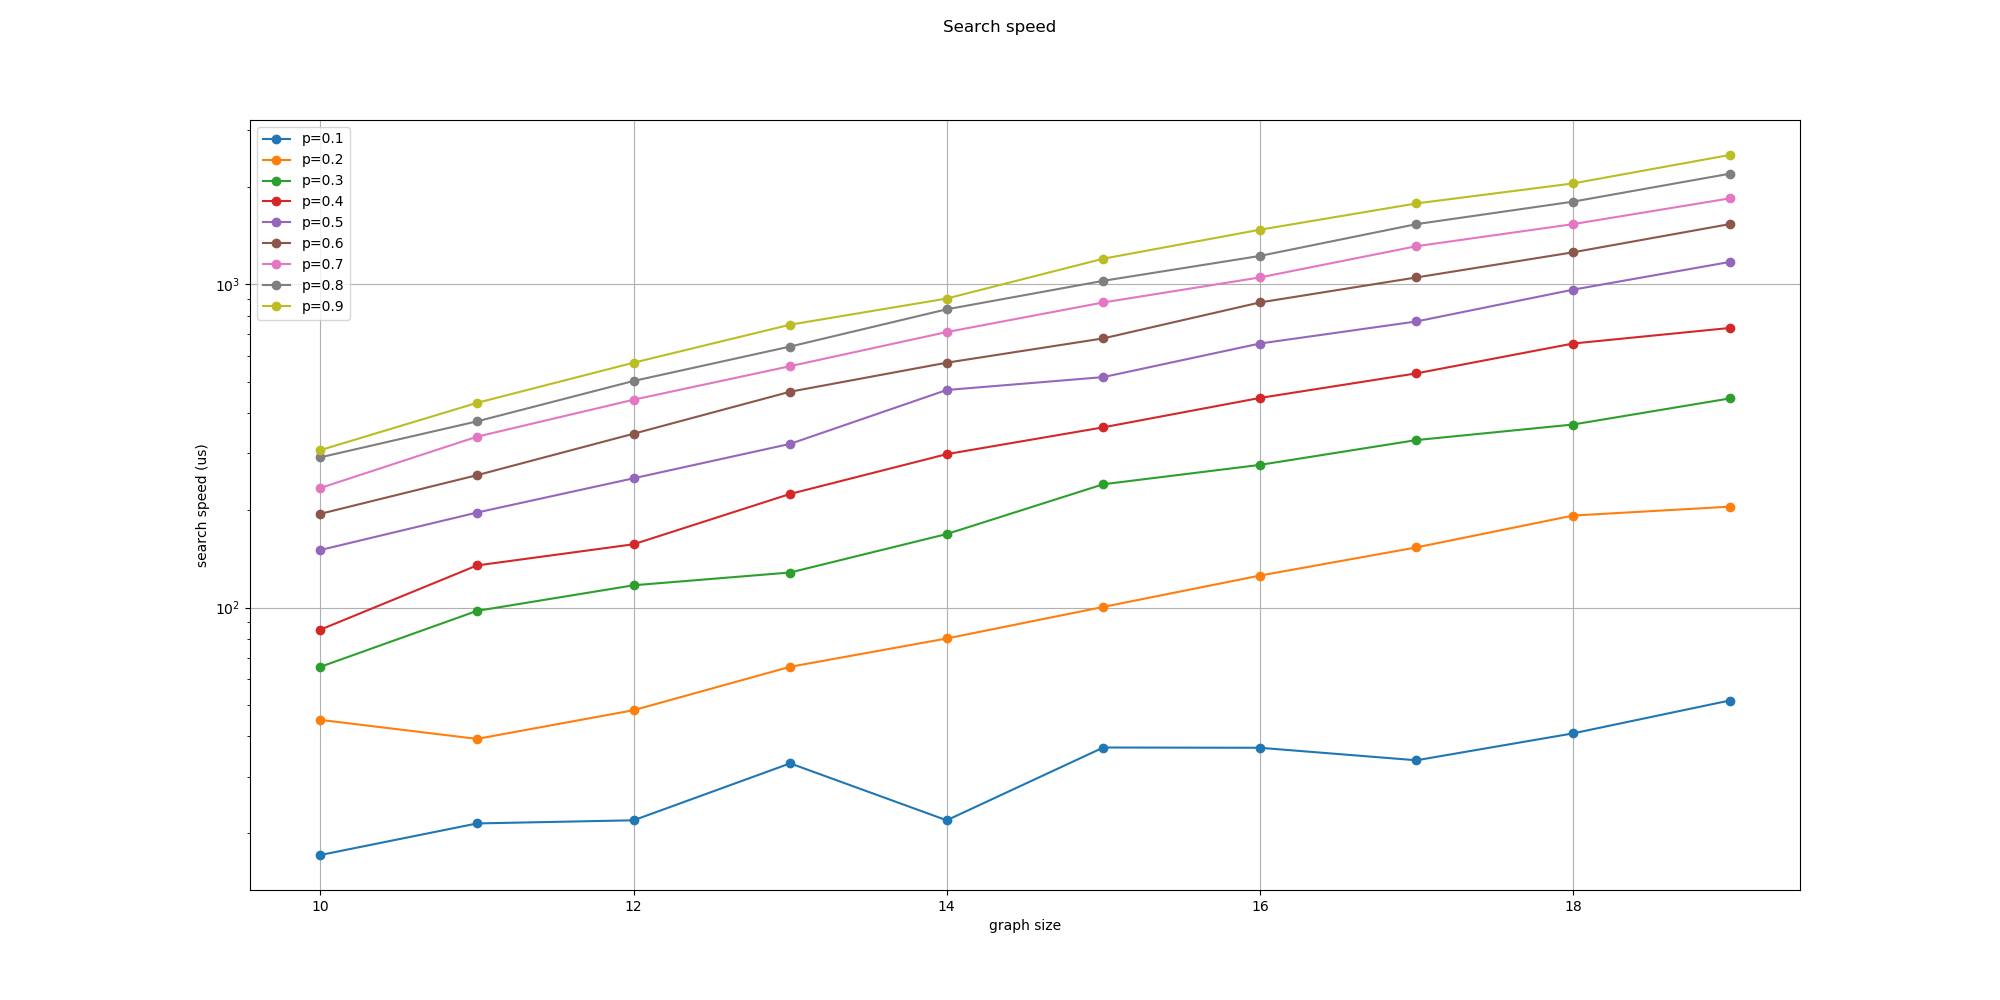 Search speed
p=0.1
p=0.2
p=0.3
p=0.4
p=0.5
p=0.6
p=0.7
p=0.8
p=0.9
search speed (us)
10³
10²
10 12 14 16 18
graph size